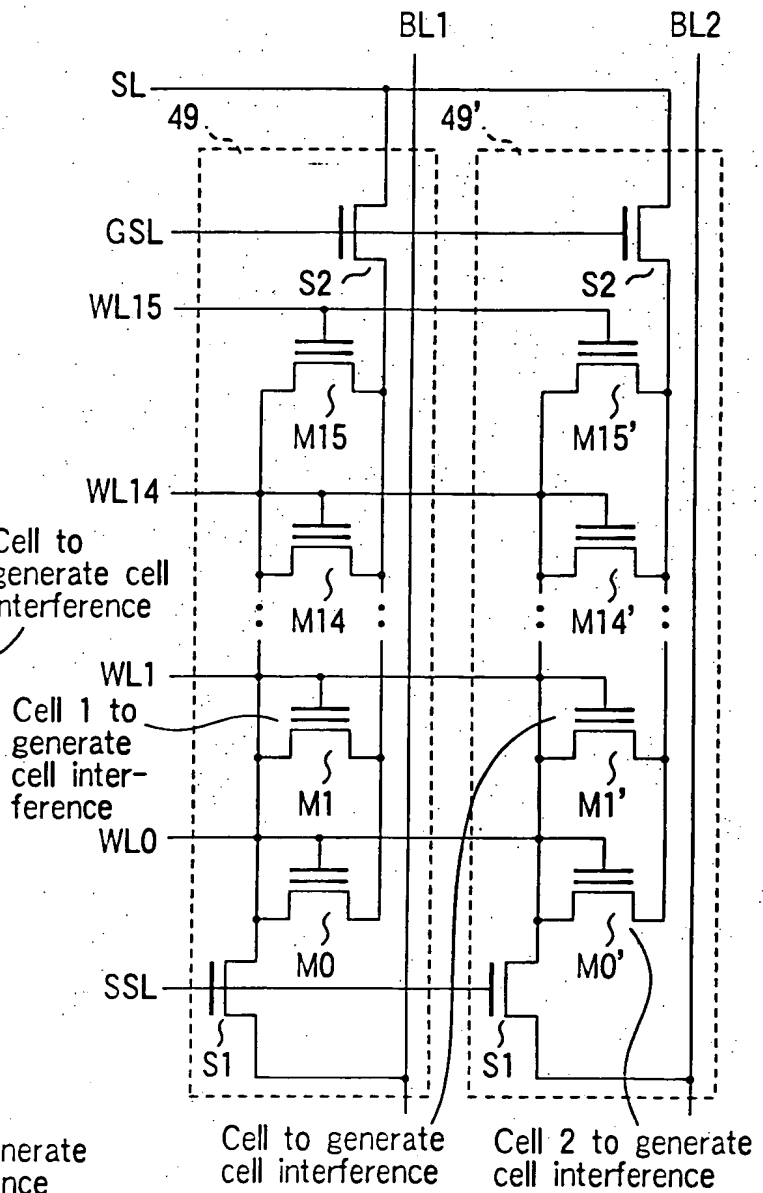 BL1 BL2
SL
49 49'
GSL
S2 S2
WL15
M15 M15'
WL14
Cell to
generate cell
interference
M14 M14'
WL1
Cell 1 to
generate
cell inter-
ference
M1 M1'
WL0
M0 M0'
SSL
S1 S1
Cell to generate
cell interference
Cell 2 to generate
cell interference